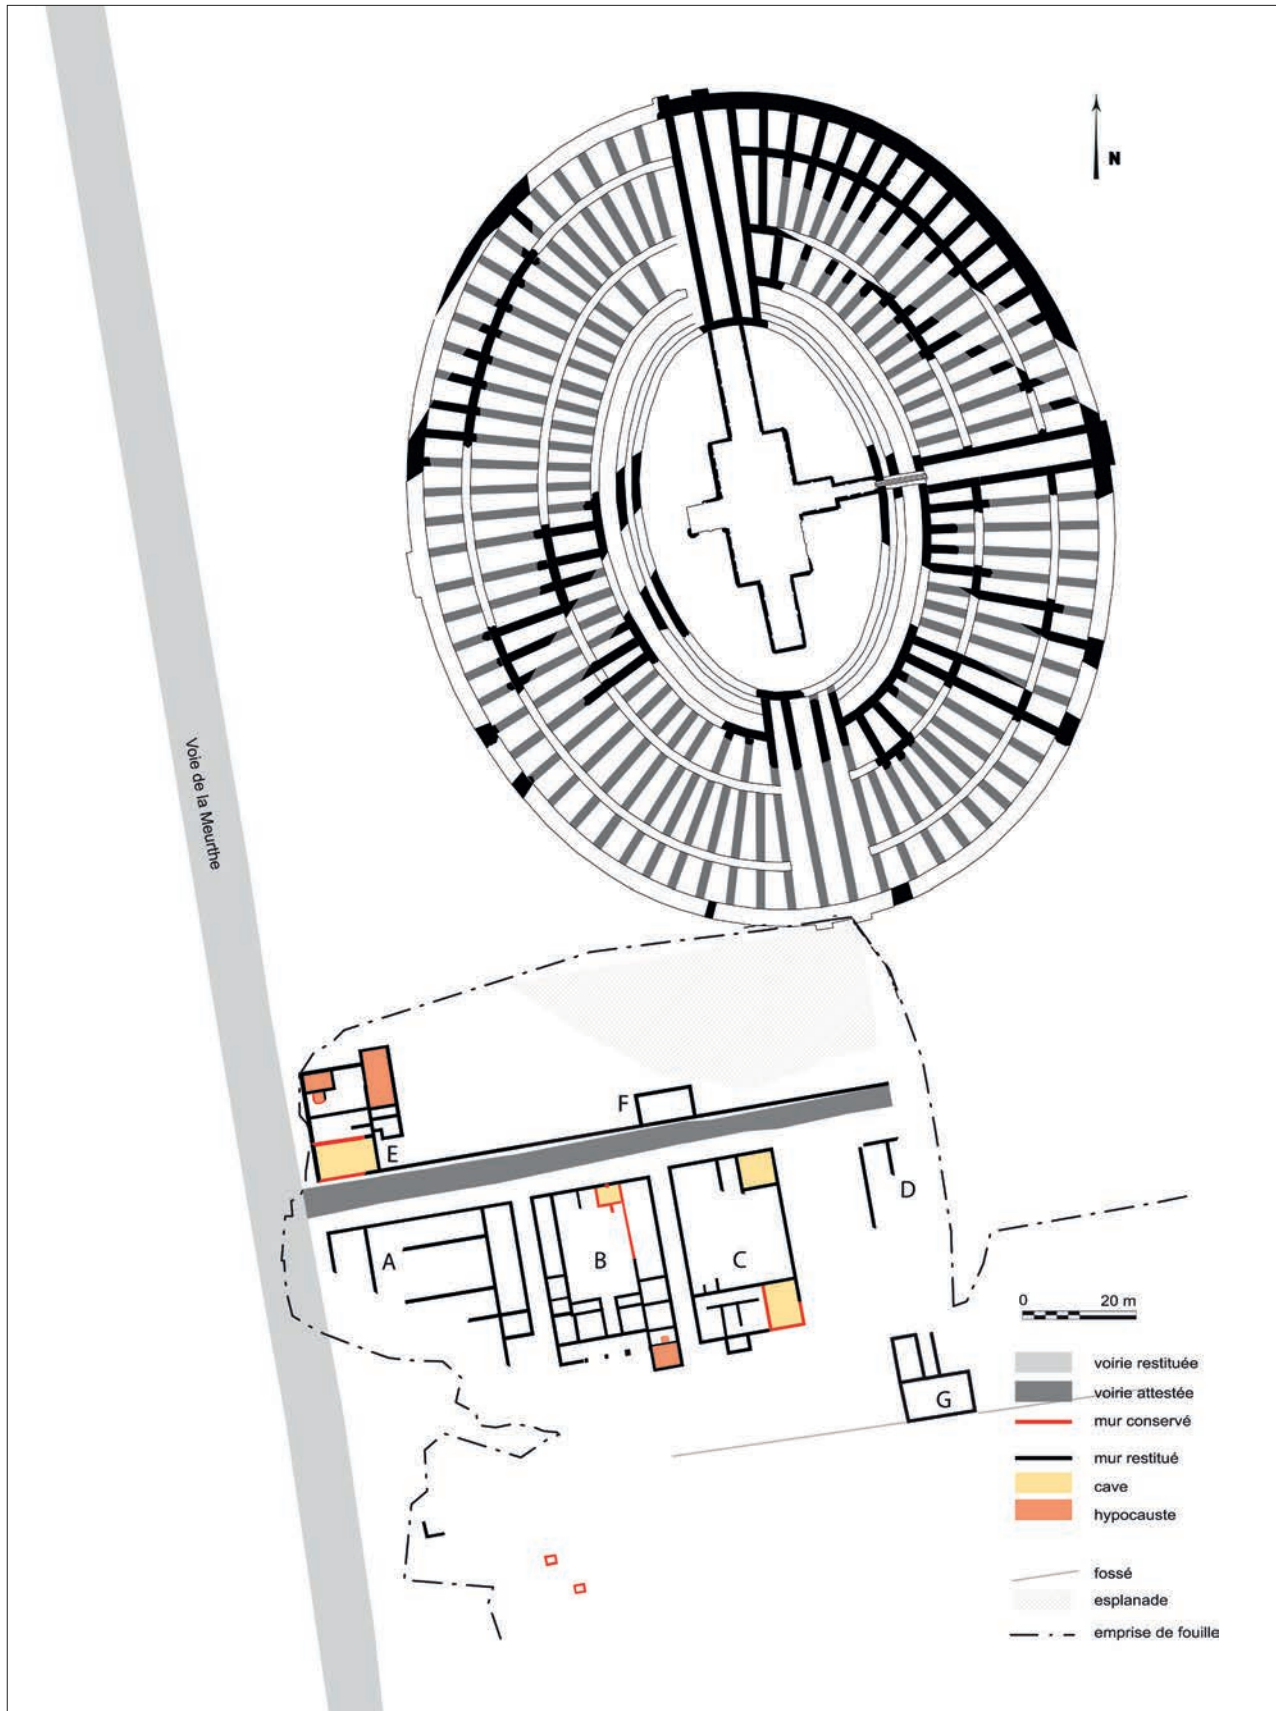 N
Voie de la Meurthe
F
E
D
A
B
C
G
0 20 m
voirie restituée
voirie attestée
mur conservé
mur restitué
cave
hypocauste
fossé
esplanade
emprise de fouille